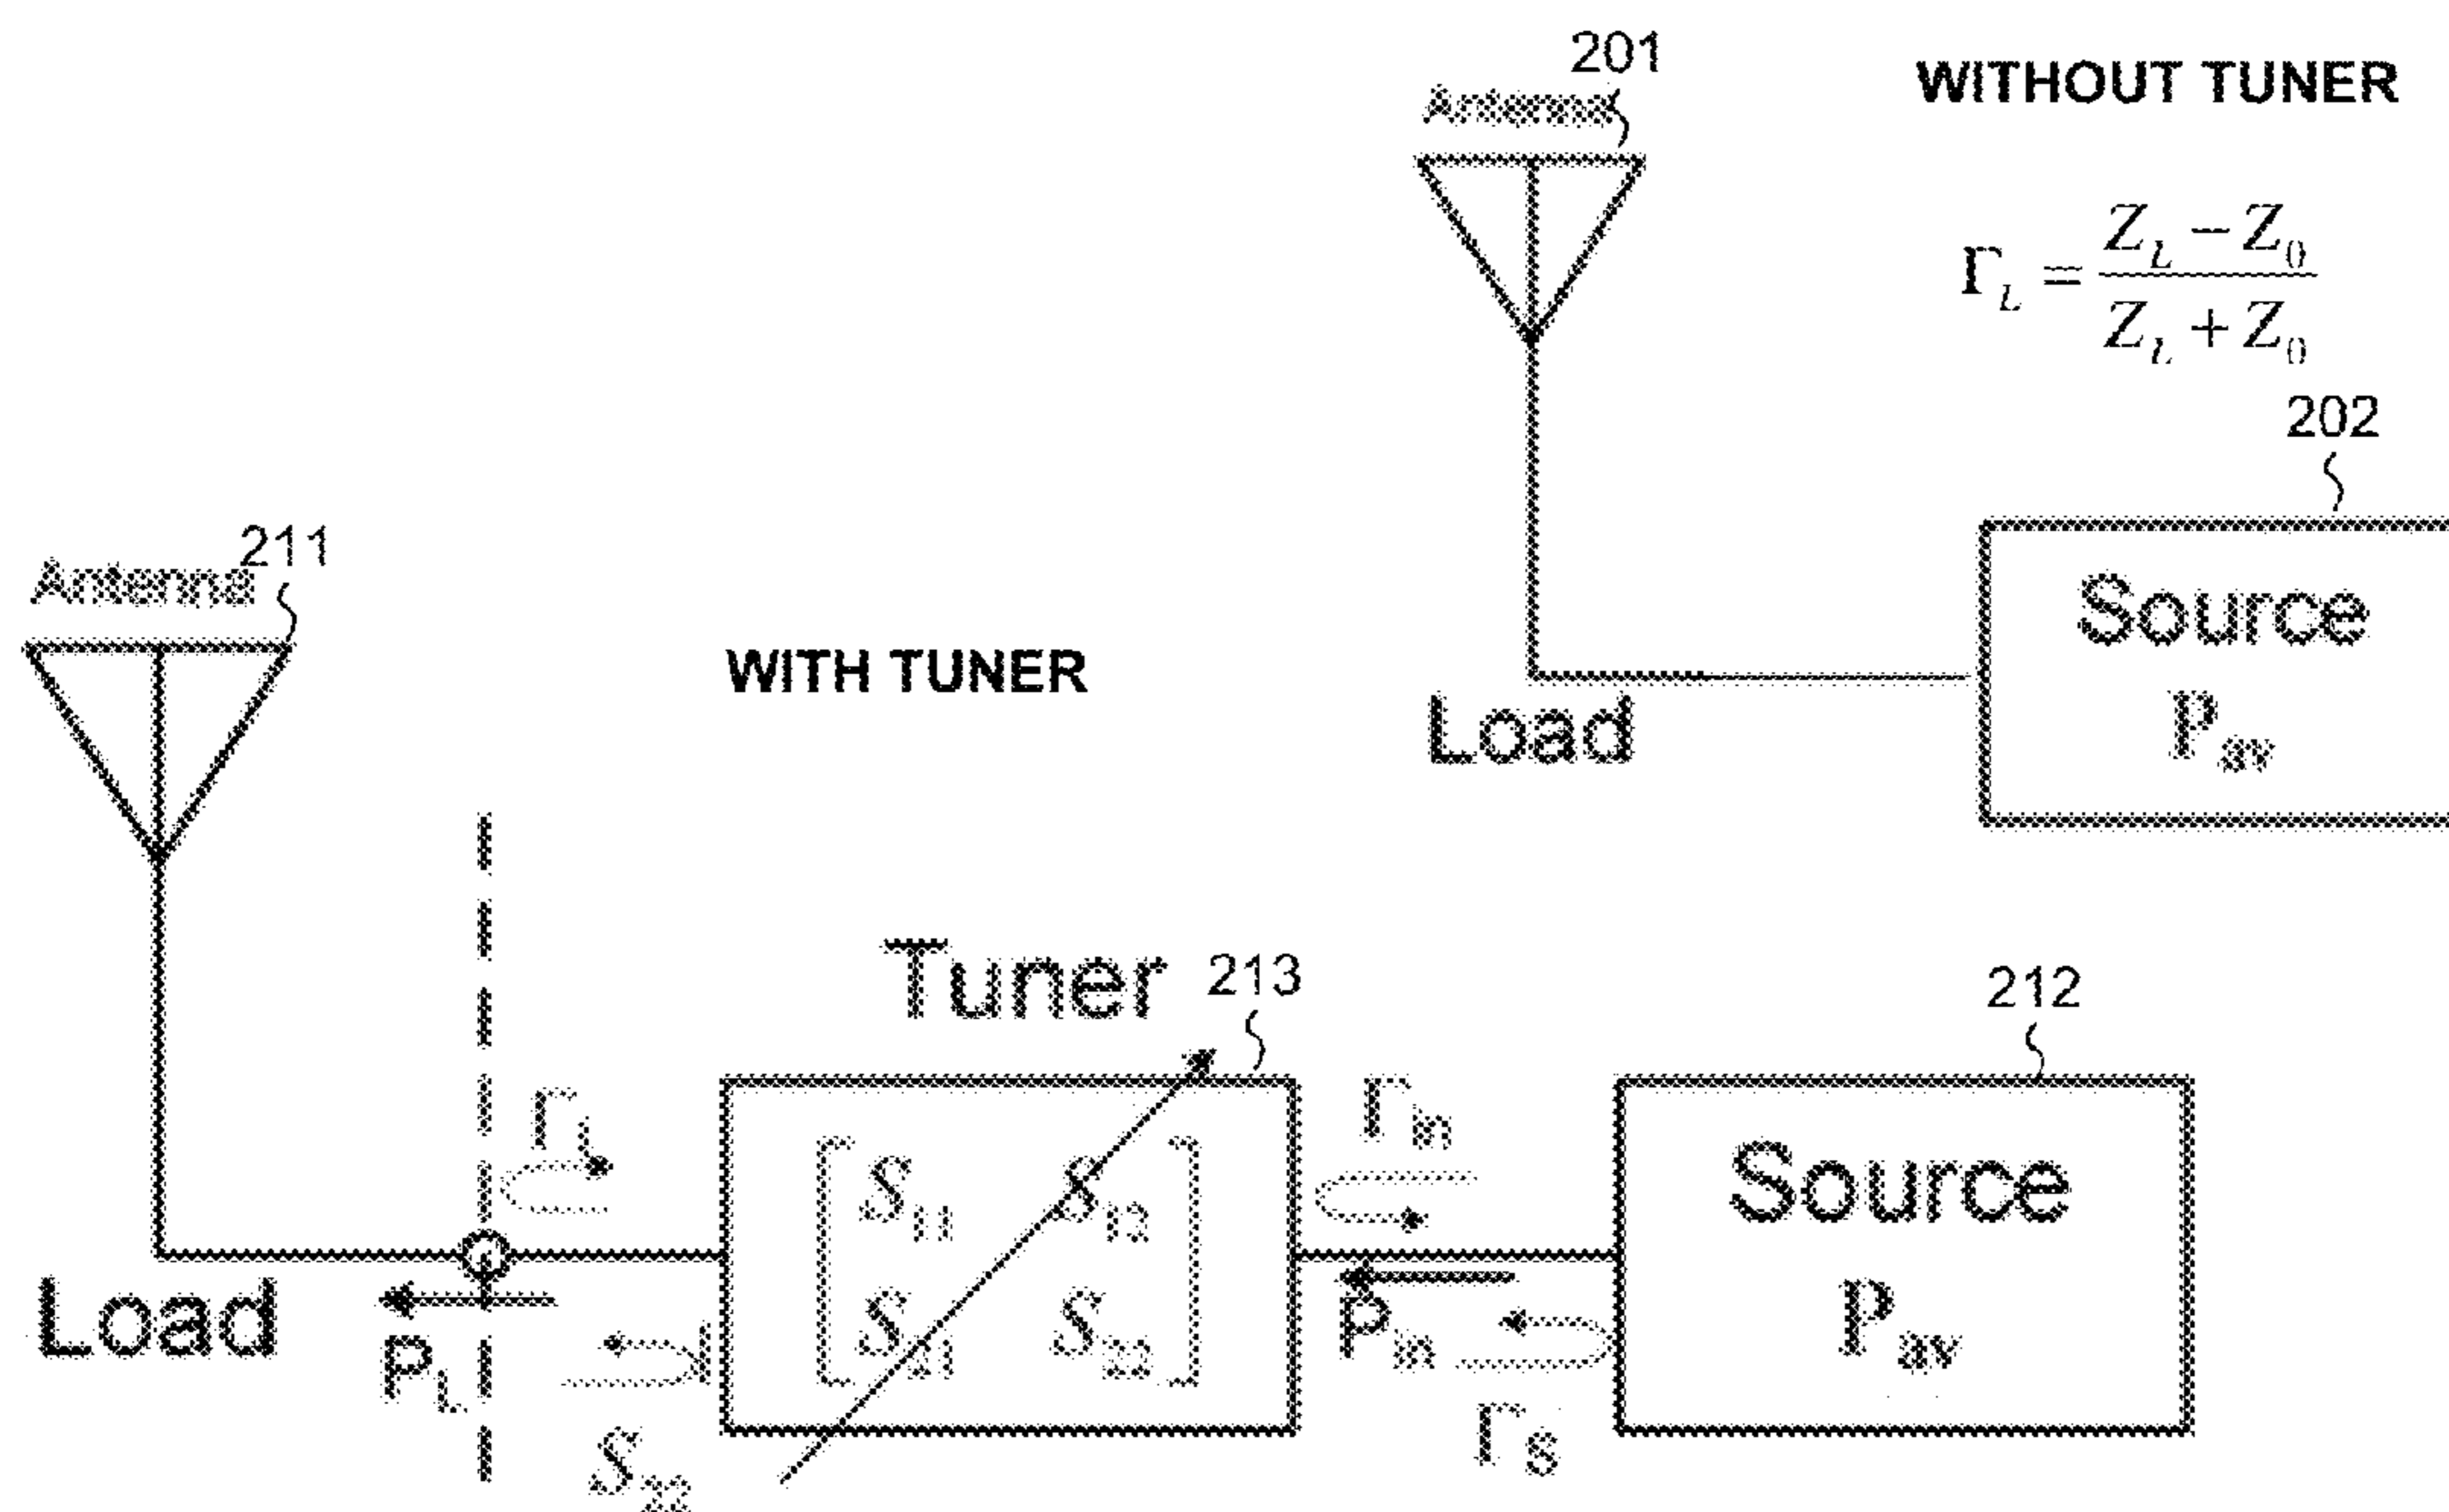 201
Antenna
WITHOUT TUNER
Γ_L = (Z_L − Z_0) / (Z_L + Z_0)
202
Source
P_av
Load
211
Antenna
WITH TUNER
Tuner 213
212
Γ_L
Γ_in
S_11 S_12
S_21 S_22
Source
P_av
Load
P_L
P_in
S_22
Γ_S